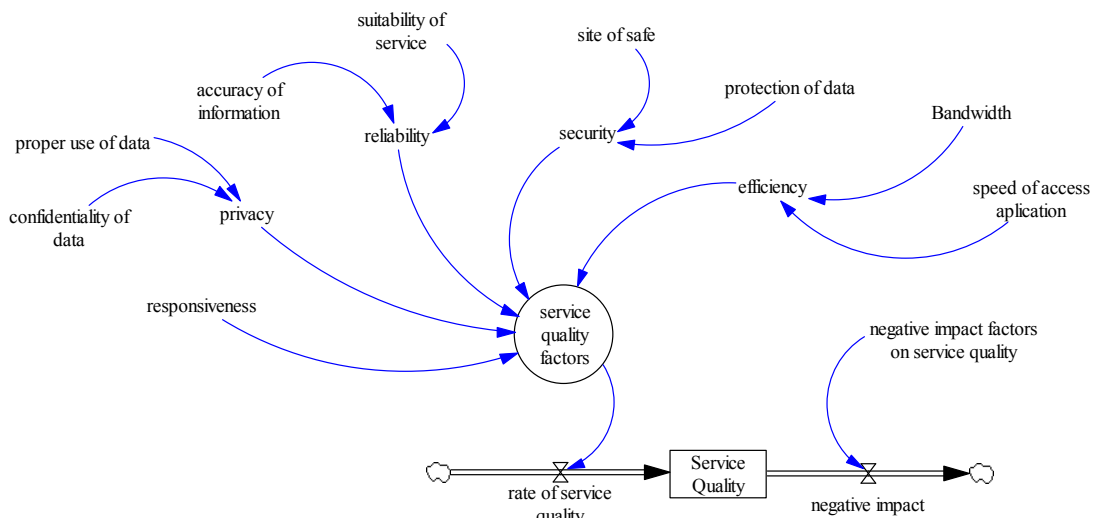 suitability of
service
site of safe
accuracy of
information
protection of data
Bandwidth
reliability
security
proper use of data
efficiency
speed of access
aplication
confidentiality of
data
privacy
responsiveness
service
quality
factors
negative impact factors
on service quality
Service
Quality
rate of service
quality
negative impact